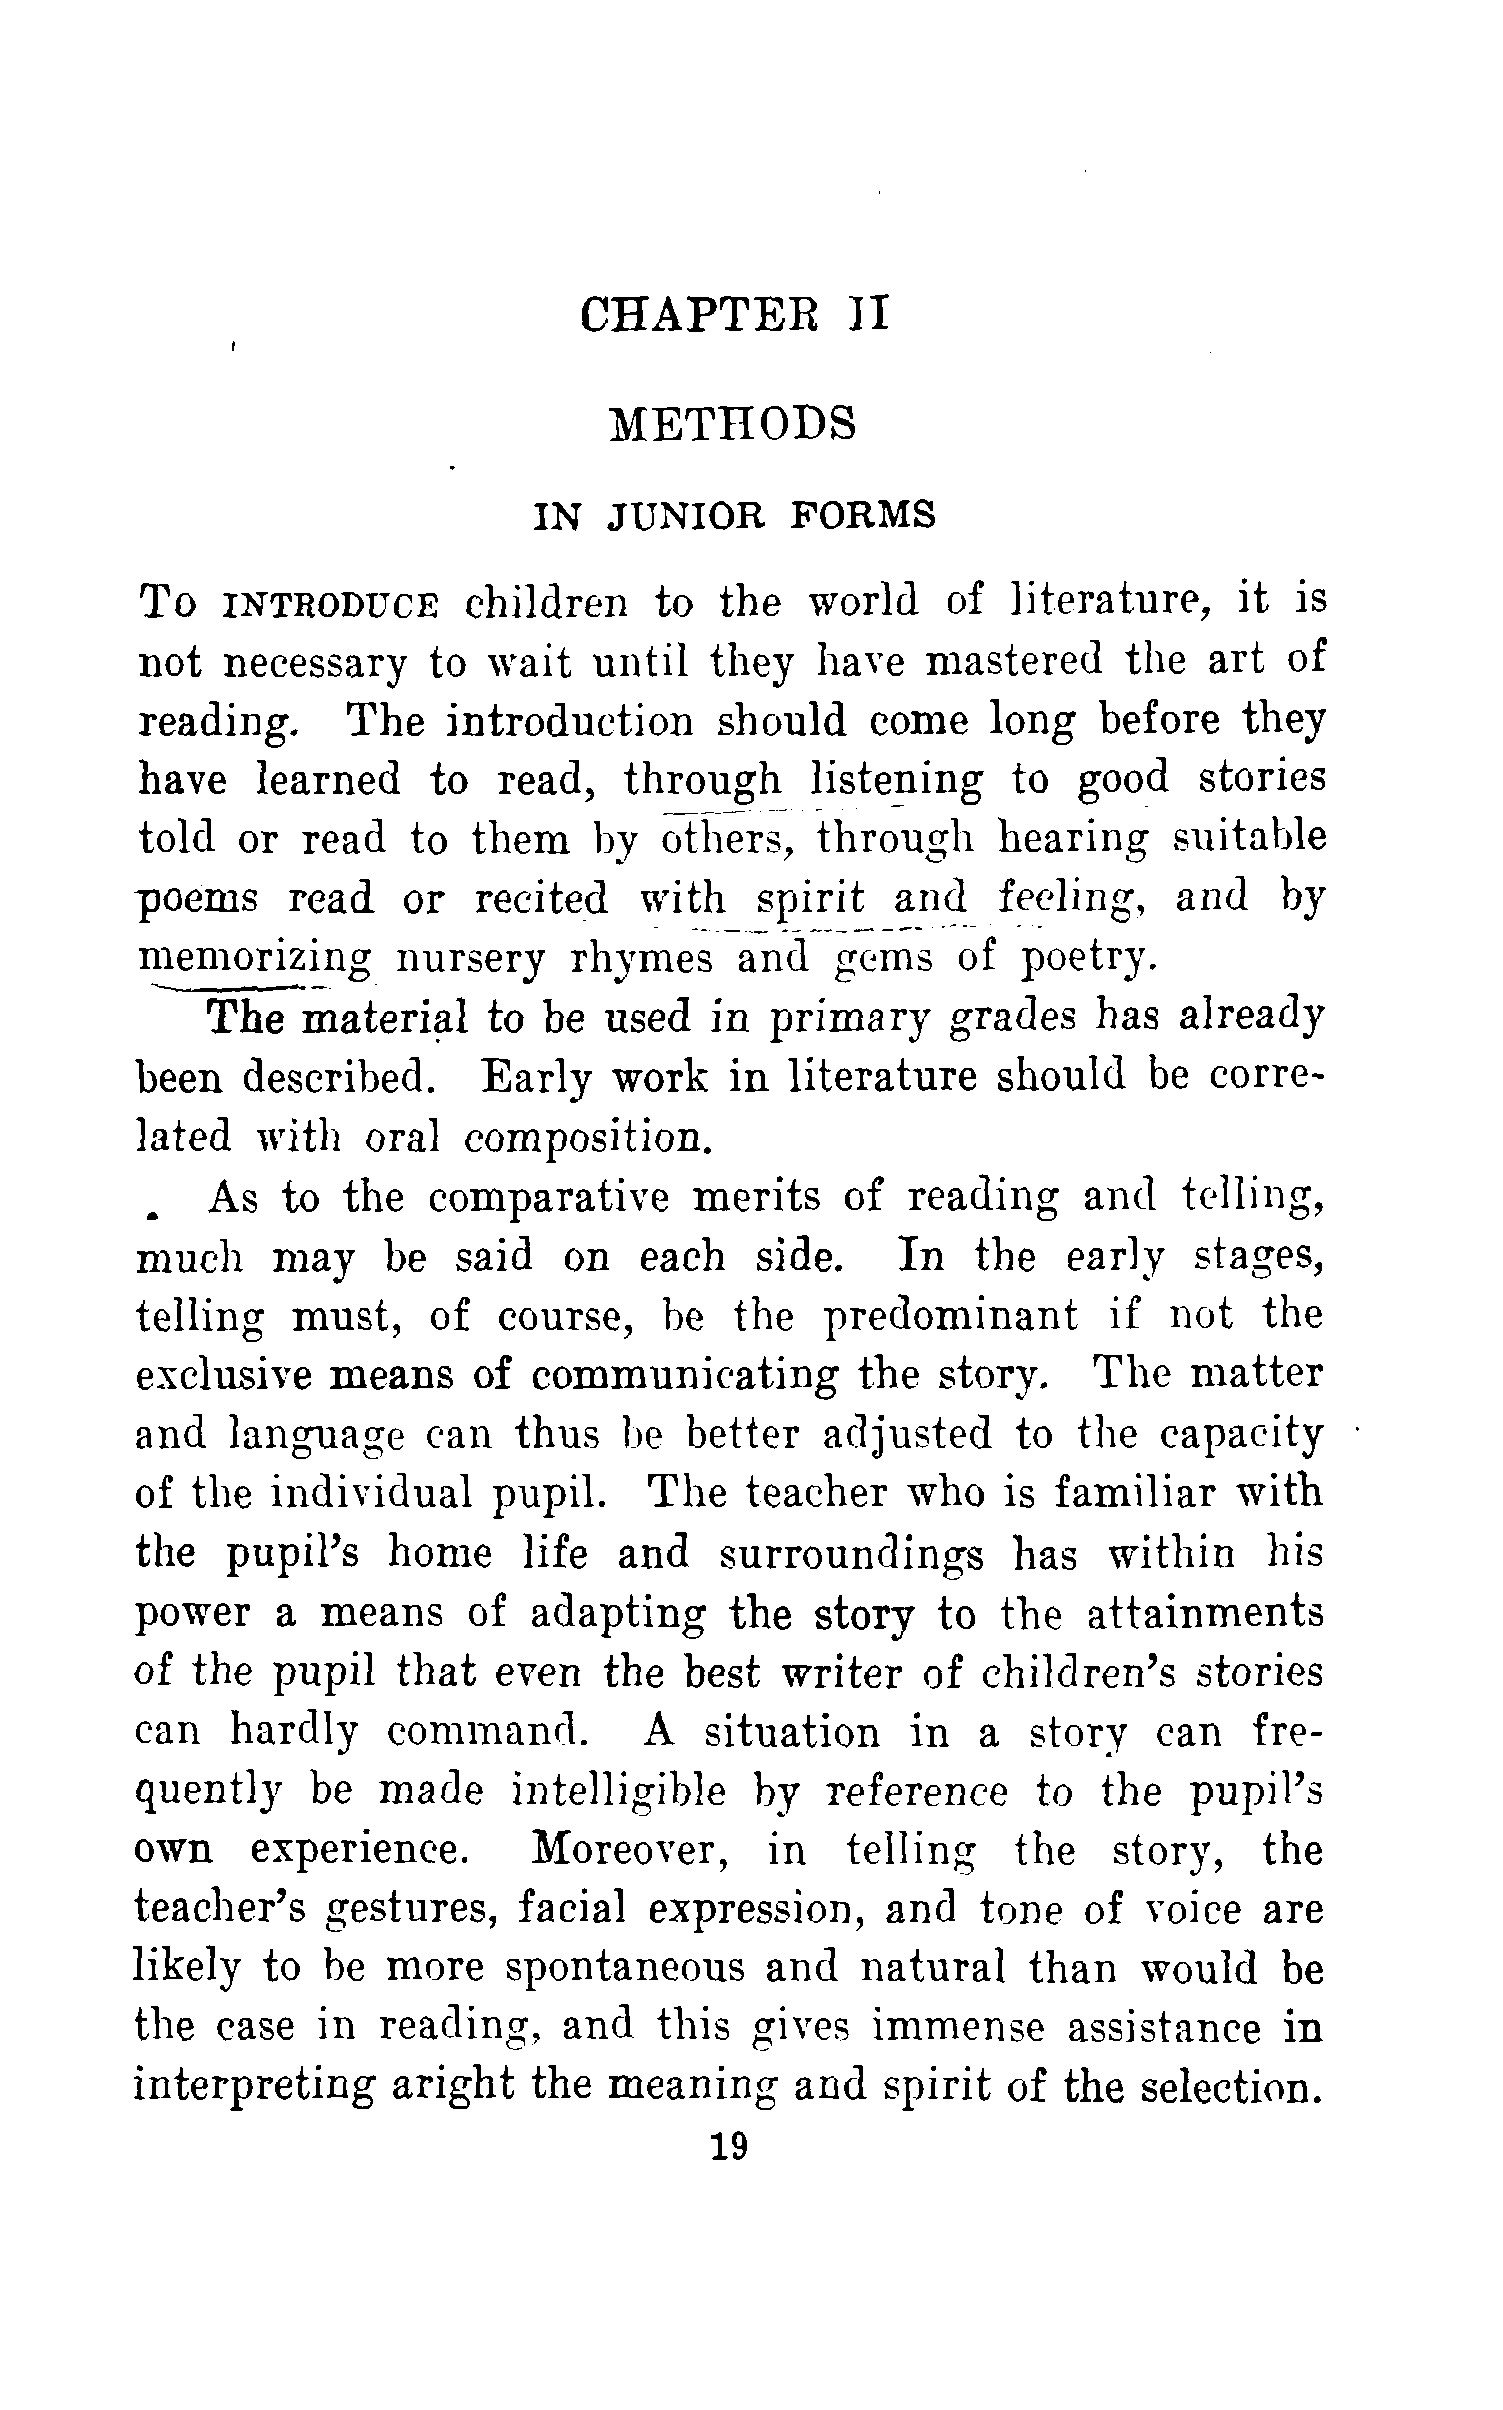 CHAPTER II
METHODS
IN JUNIOR FORMS
TO INTRODUCE children to the world of literature, it is
not necessary to wait until they have mastered the art of
reading. The introduction should come long before they
have learned to read, through listening to good stories
told or read to them by others, through hearing suitable
poems read or recited with spirit and feeling, and by
memorizing nursery rhymes and gems of poetry.
The material to be used in primary grades has already
been described. Early work in literature should be corre-
lated with oral composition.
As to the comparative merits of reading and telling,
much may be said on each side. In the early stages,
telling must, of course, be the predominant if not the
exclusive means of communicating the story. The matter
and language can thus be better adjusted to the capacity
of the individual pupil. The teacher who is familiar with
the pupil's home life and surroundings has within his
power a means of adapting the story to the attainments
of the pupil that even the best writer of children's stories
can hardly command. A situation in a story can fre-
quently be made intelligible by reference to the pupil's
own experience. Moreover, in telling the story, the
teacher's gestures, facial expression, and tone of voice are
likely to be more spontaneous and natural than would be
the case in reading, and this gives immense assistance in
interpreting aright the meaning and spirit of the selection.
19